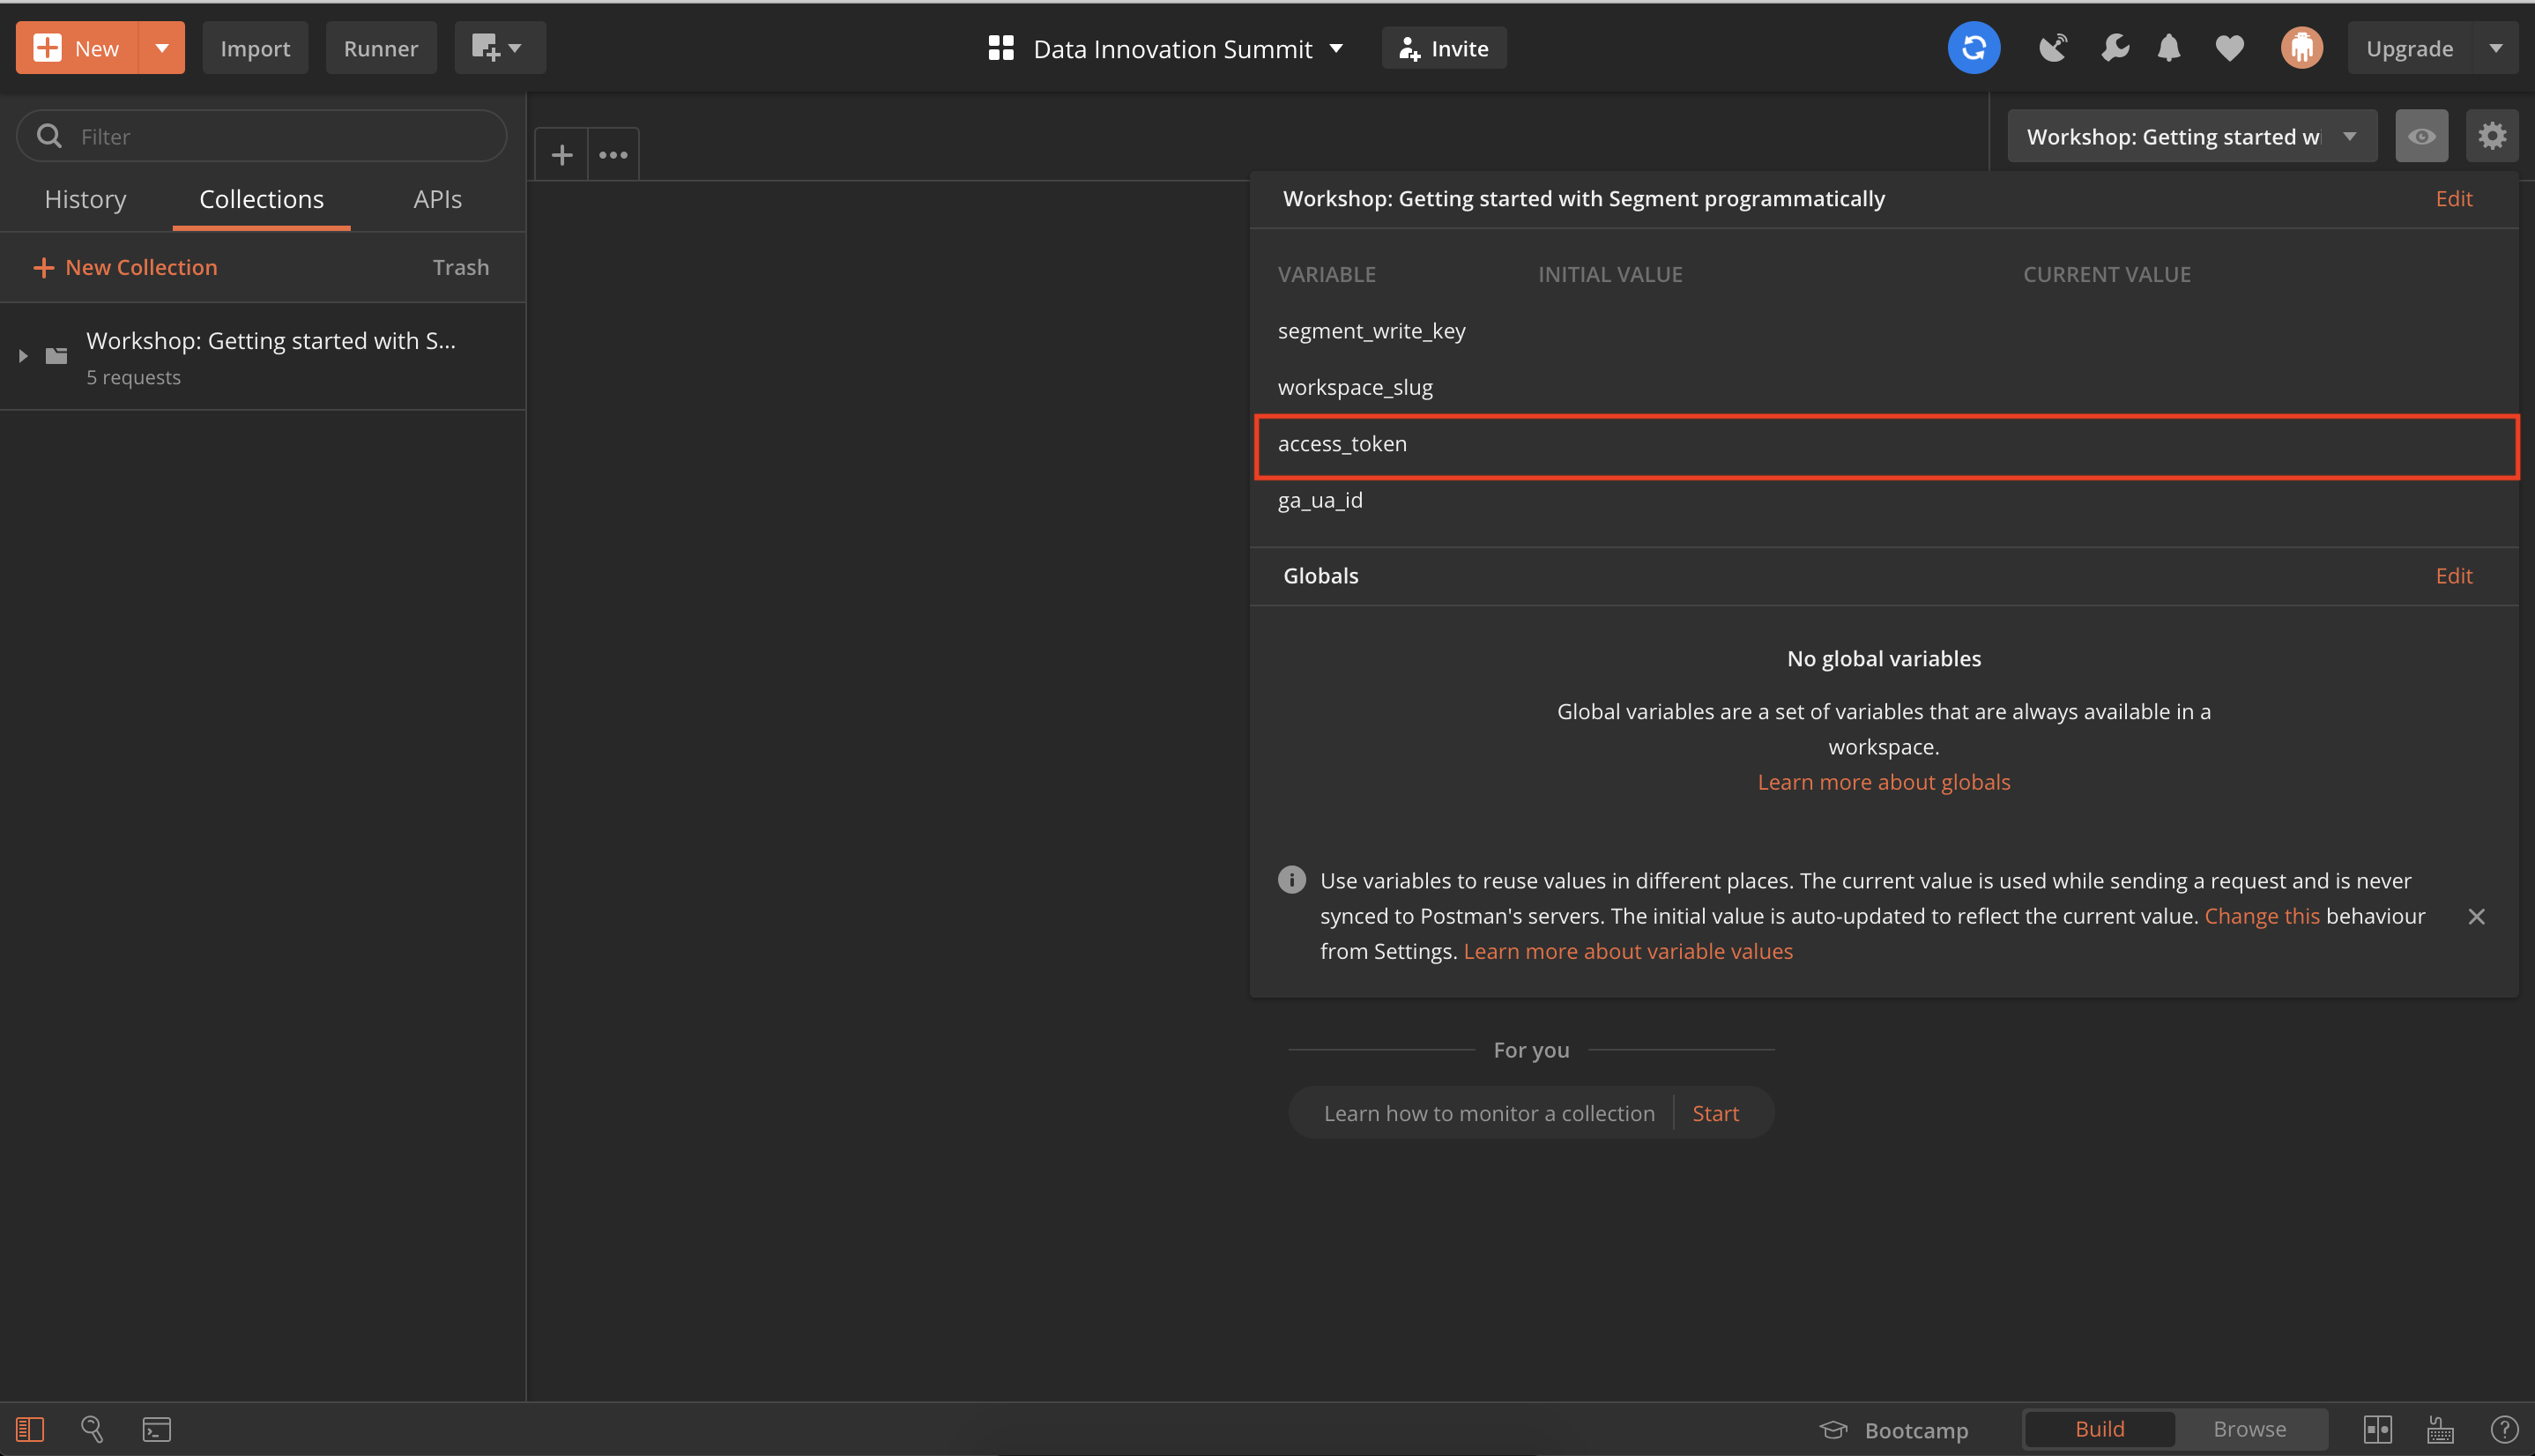 New
Import
Runner
Data Innovation Summit
Invite
Upgrade
Filter
History
Collections
APIs
New Collection
Trash
Workshop: Getting started with S...
5 requests
Workshop: Getting started wi
Workshop: Getting started with Segment programmatically
Edit
VARIABLE
INITIAL VALUE
CURRENT VALUE
segment_write_key
workspace_slug
access_token
ga_ua_id
Globals
Edit
No global variables
Global variables are a set of variables that are always available in a
workspace.
Learn more about globals
Use variables to reuse values in different places. The current value is used while sending a request and is never
synced to Postman's servers. The initial value is auto-updated to reflect the current value. Change this behaviour
from Settings. Learn more about variable values
For you
Learn how to monitor a collection
Start
Bootcamp
Build
Browse